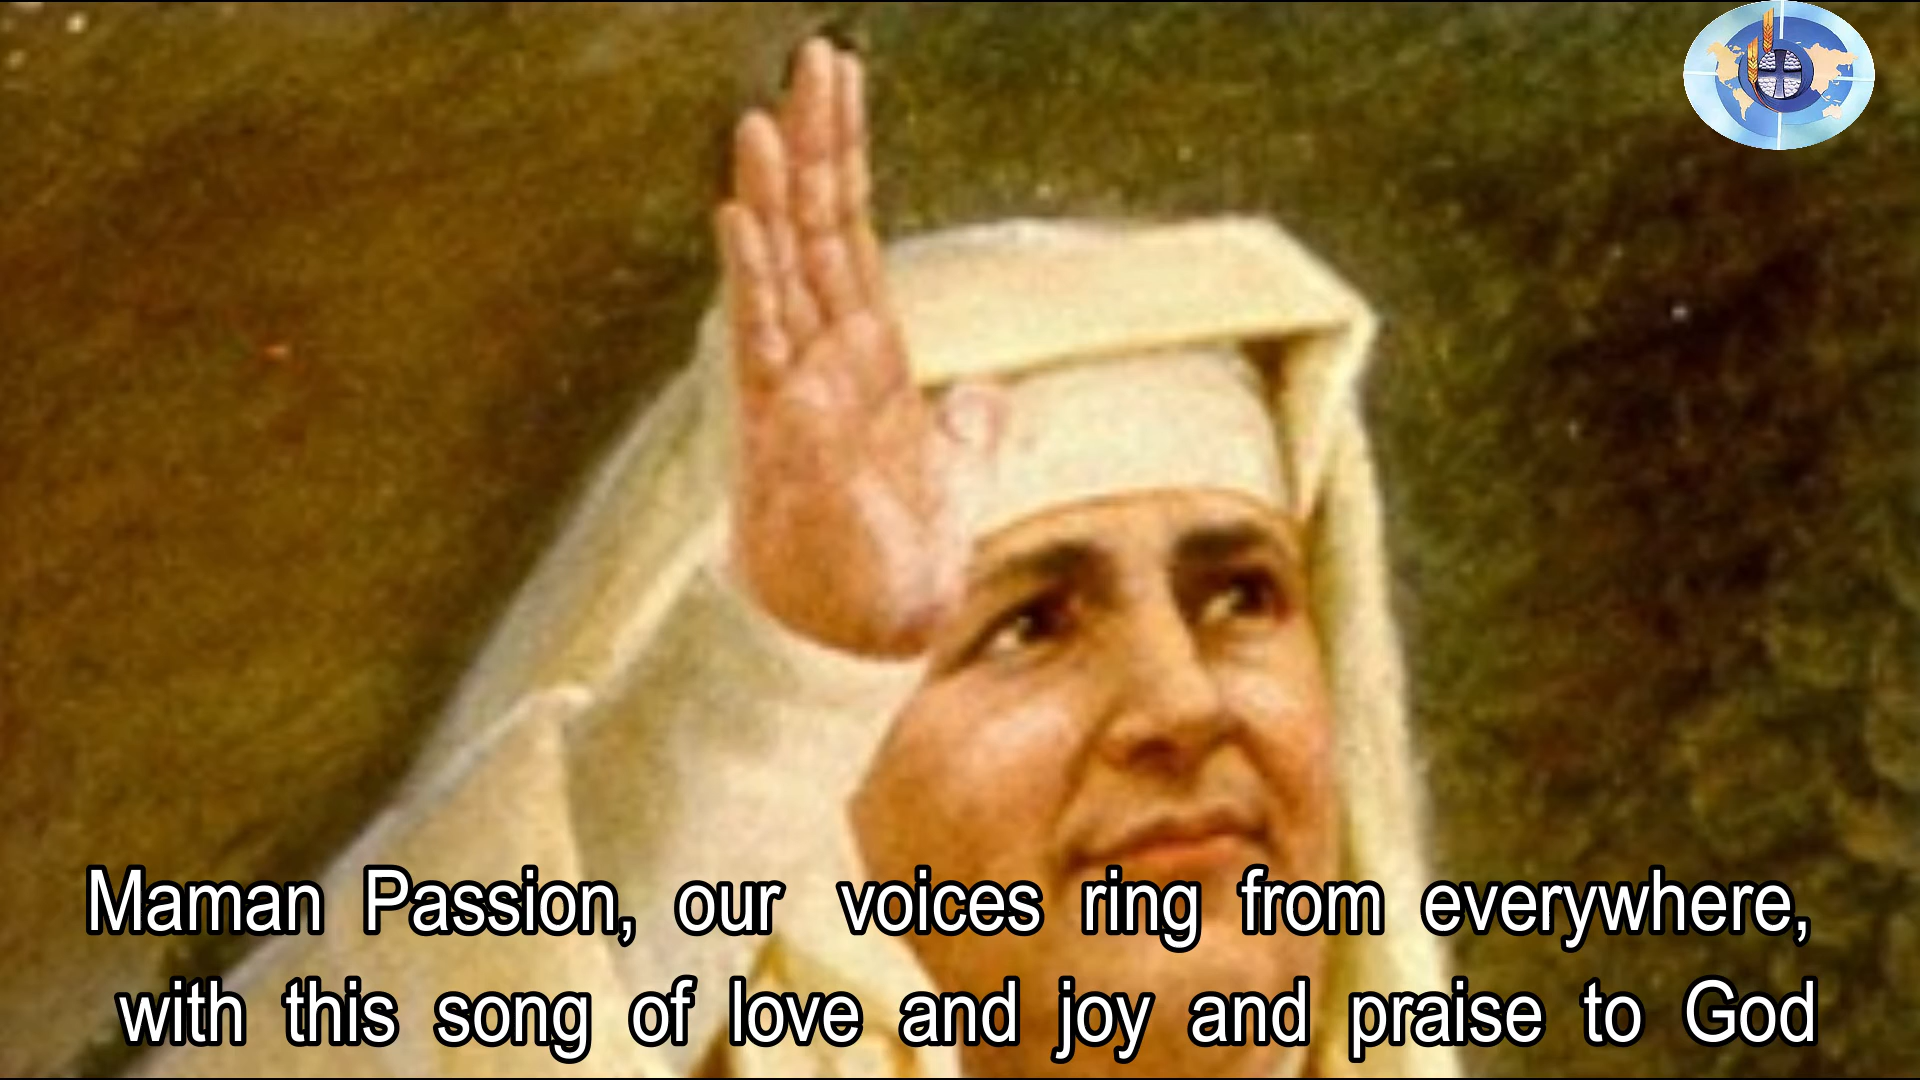 Maman Passion, our voices ring from everywhere,
with this song of love and joy and praise to God